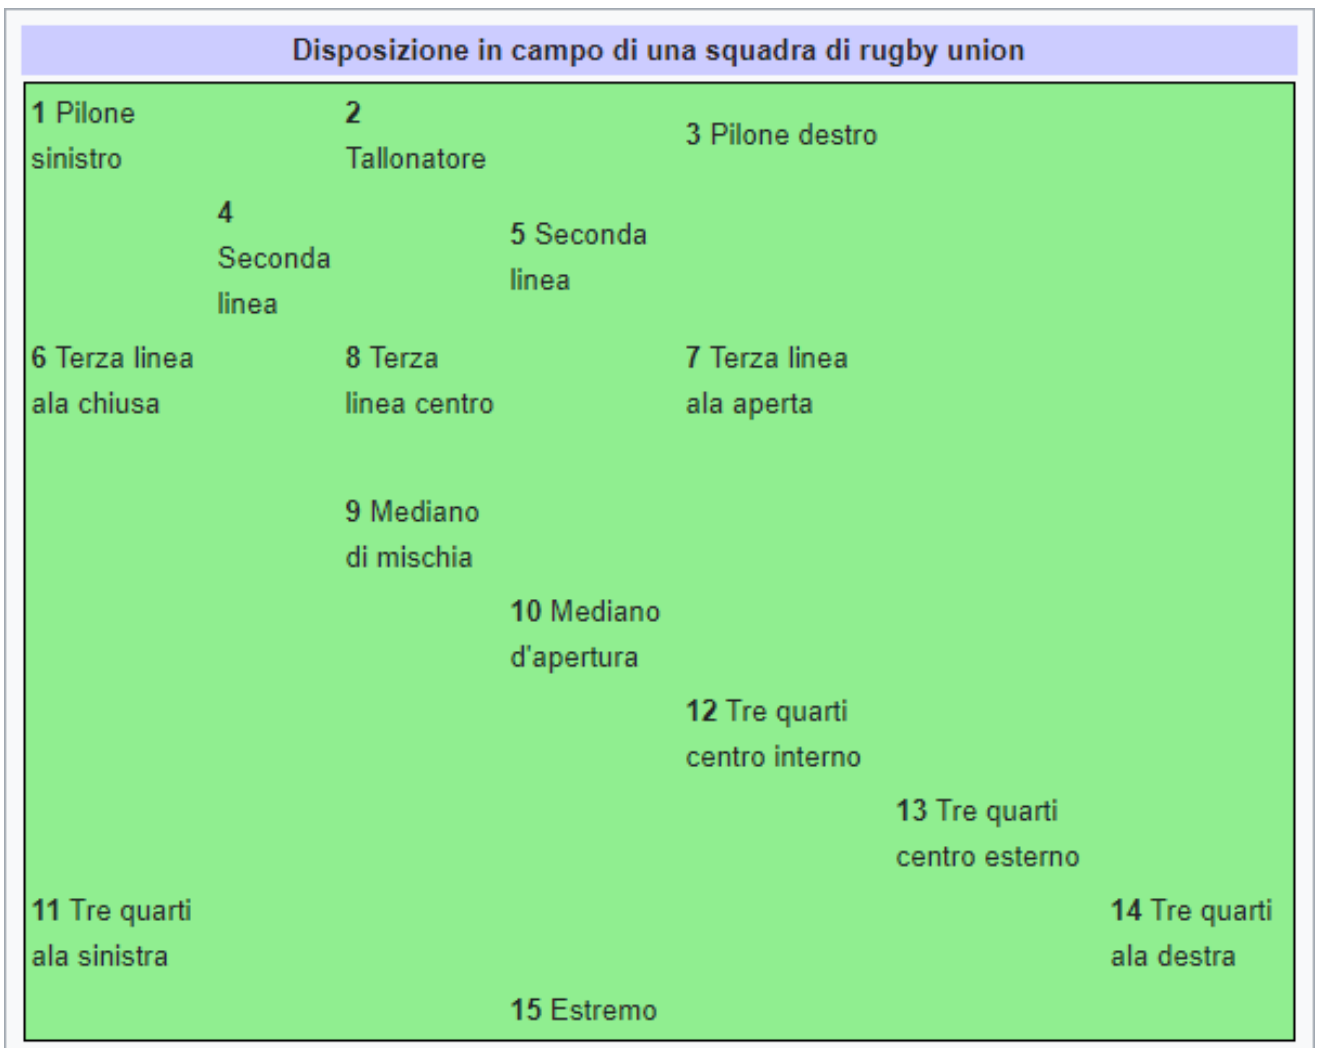 Disposizione in campo di una squadra di rugby union
1 Pilone
sinistro
2
Tallonatore
3 Pilone destro
4
Seconda
linea
5 Seconda
linea
6 Terza linea
ala chiusa
8 Terza
linea centro
7 Terza linea
ala aperta
9 Mediano
di mischia
10 Mediano
d'apertura
12 Tre quarti
centro interno
13 Tre quarti
centro esterno
11 Tre quarti
ala sinistra
14 Tre quarti
ala destra
15 Estremo